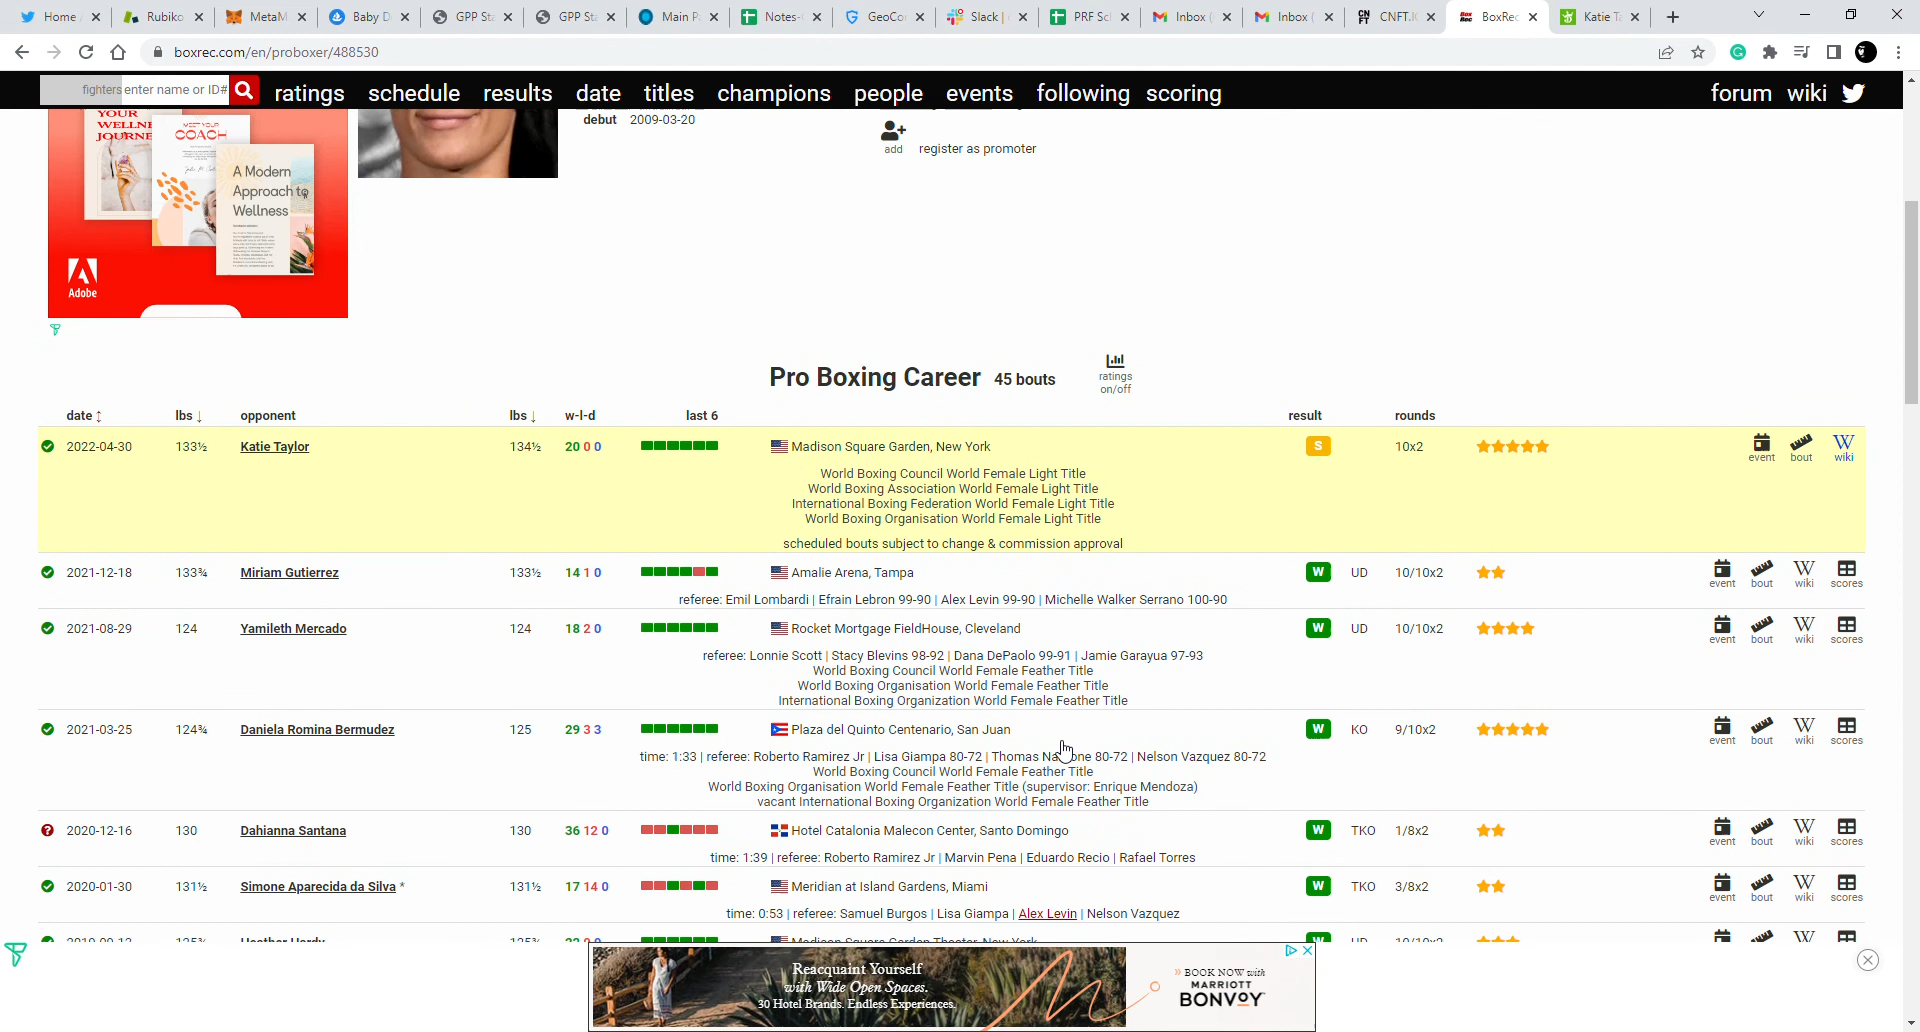 Home / Rubiko MetaM Baby D GPP Sta GPP Sta Main P Notes- GeoCo Slack | PRF Sc Inbox ( Inbox ( CNFT.I BoxRec Katie T
boxrec.com/en/proboxer/488530
fighters enter name or ID# ratings schedule results date titles champions people events following scoring forum wiki
YOUR
WELLNE
JOURNE
MEET YOUR
COACH
A Modern
Approach to
Wellness
Adobe
debut 2009-03-20
add register as promoter
Pro Boxing Career 45 bouts
ratings
on/off
date lbs opponent lbs w-l-d last 6 result rounds
2022-04-30 133½ Katie Taylor 134½ 20 0 0 Madison Square Garden, New York S 10x2 event bout wiki
World Boxing Council World Female Light Title
World Boxing Association World Female Light Title
International Boxing Federation World Female Light Title
World Boxing Organisation World Female Light Title
scheduled bouts subject to change & commission approval
2021-12-18 133¾ Miriam Gutierrez 133½ 14 1 0 Amalie Arena, Tampa W UD 10/10x2 event bout wiki scores
referee: Emil Lombardi | Efrain Lebron 99-90 | Alex Levin 99-90 | Michelle Walker Serrano 100-90
2021-08-29 124 Yamileth Mercado 124 18 2 0 Rocket Mortgage FieldHouse, Cleveland W UD 10/10x2 event bout wiki scores
referee: Lonnie Scott | Stacy Blevins 98-92 | Dana DePaolo 99-91 | Jamie Garayua 97-93
World Boxing Council World Female Feather Title
World Boxing Organisation World Female Feather Title
International Boxing Organization World Female Feather Title
2021-03-25 124¾ Daniela Romina Bermudez 125 29 3 3 Plaza del Quinto Centenario, San Juan W KO 9/10x2 event bout wiki scores
time: 1:33 | referee: Roberto Ramirez Jr | Lisa Giampa 80-72 | Thomas 80-72 | Nelson Vazquez 80-72
World Boxing Council World Female Feather Title
World Boxing Organisation World Female Feather Title (supervisor: Enrique Mendoza)
vacant International Boxing Organization World Female Feather Title
2020-12-16 130 Dahianna Santana 130 36 12 0 Hotel Catalonia Malecon Center, Santo Domingo W TKO 1/8x2 event bout wiki scores
time: 1:39 | referee: Roberto Ramirez Jr | Marvin Pena | Eduardo Recio | Rafael Torres
2020-01-30 131½ Simone Aparecida da Silva * 131½ 17 14 0 Meridian at Island Gardens, Miami W TKO 3/8x2 event bout wiki scores
time: 0:53 | referee: Samuel Burgos | Lisa Giampa | Alex Levin | Nelson Vazquez
Reacquaint Yourself
with Wide Open Spaces.
30 Hotel Brands. Endless Experiences.
» BOOK NOW with
MARRIOTT
BONVOY